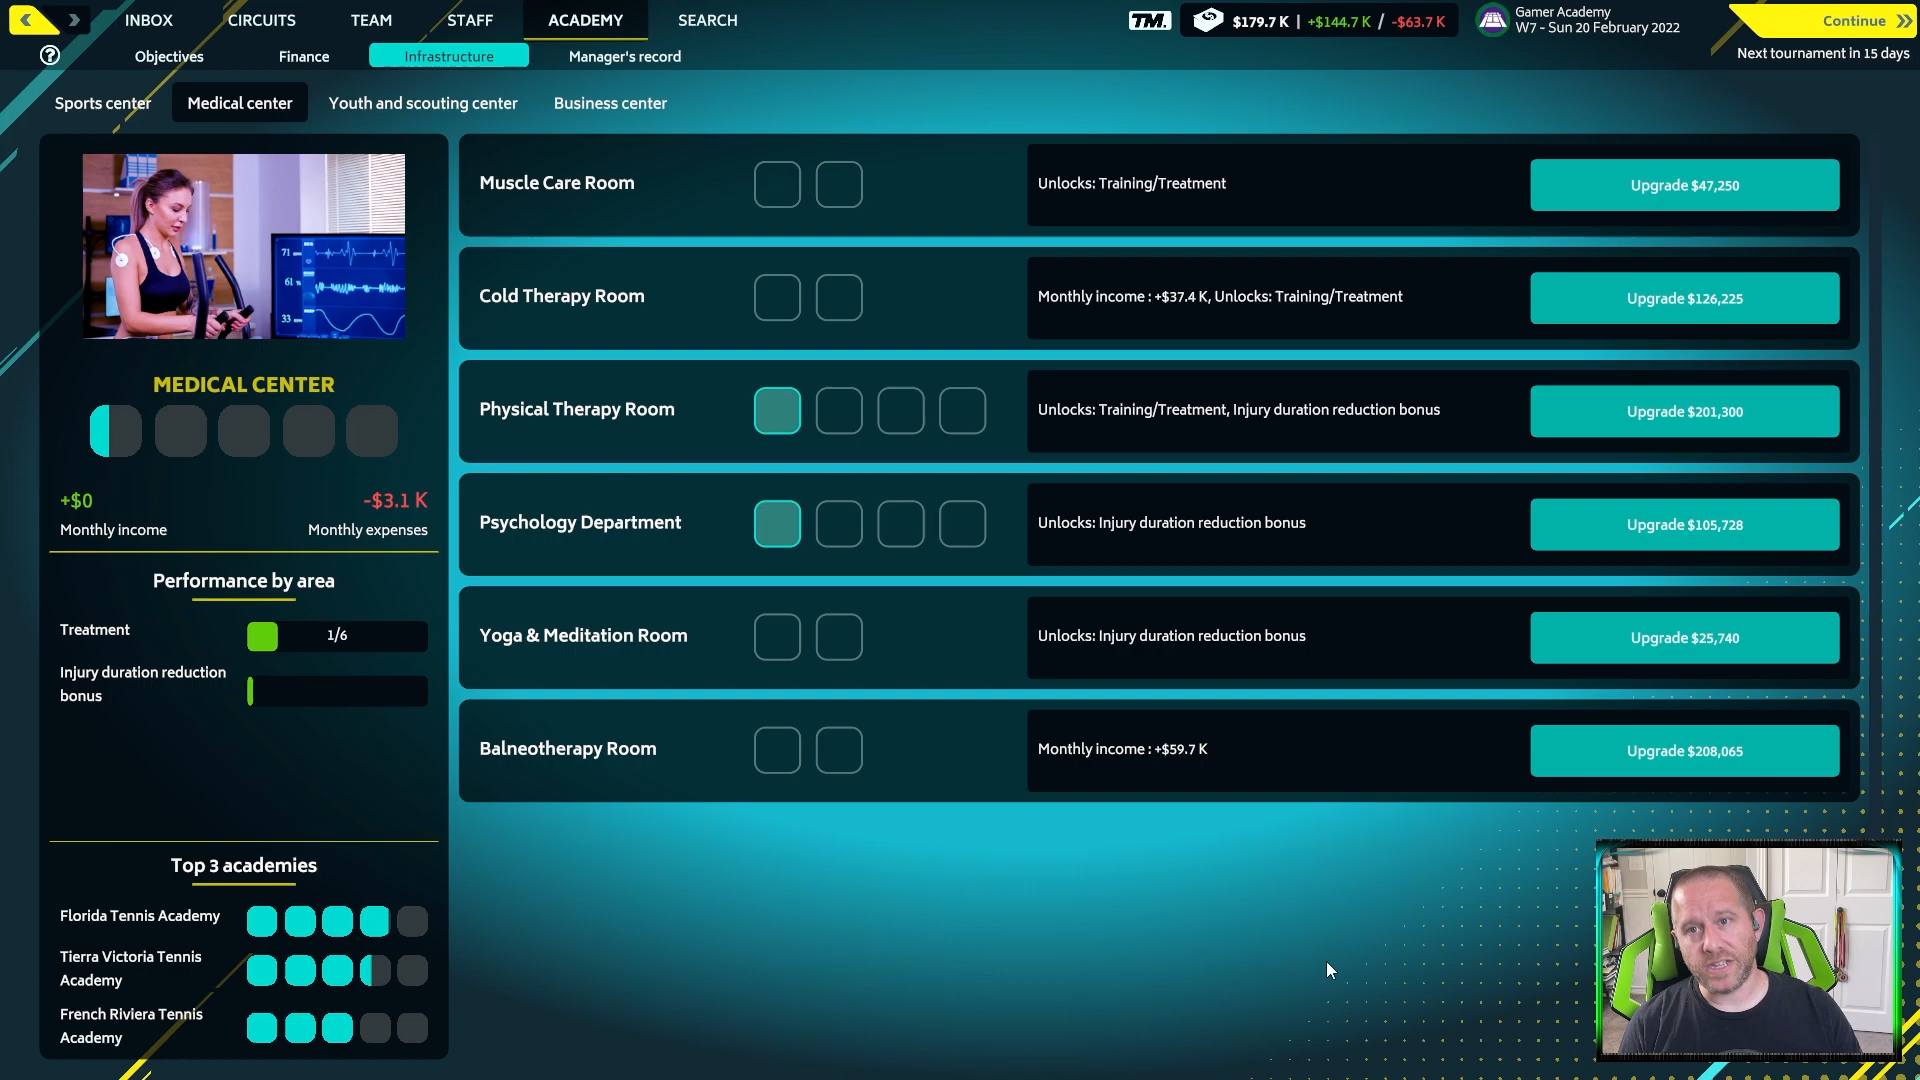 INBOX
CIRCUITS
TEAM
STAFF
ACADEMY
SEARCH
TM.
$179.7 K | +$144.7 K / -$63.7 K
Gamer Academy
W7 - Sun 20 February 2022
Continue
Next tournament in 15 days
?
Objectives
Finance
Infrastructure
Manager's record
Sports center
Medical center
Youth and scouting center
Business center
71
61
33
MEDICAL CENTER
+$0
-$3.1 K
Monthly income
Monthly expenses
Performance by area
Treatment
1/6
Injury duration reduction
bonus
Top 3 academies
Florida Tennis Academy
Tierra Victoria Tennis
Academy
French Riviera Tennis
Academy
Muscle Care Room
Unlocks: Training/Treatment
Upgrade $47,250
Cold Therapy Room
Monthly income : +$37.4 K, Unlocks: Training/Treatment
Upgrade $126,225
Physical Therapy Room
Unlocks: Training/Treatment, Injury duration reduction bonus
Upgrade $201,300
Psychology Department
Unlocks: Injury duration reduction bonus
Upgrade $105,728
Yoga & Meditation Room
Unlocks: Injury duration reduction bonus
Upgrade $25,740
Balneotherapy Room
Monthly income : +$59.7 K
Upgrade $208,065